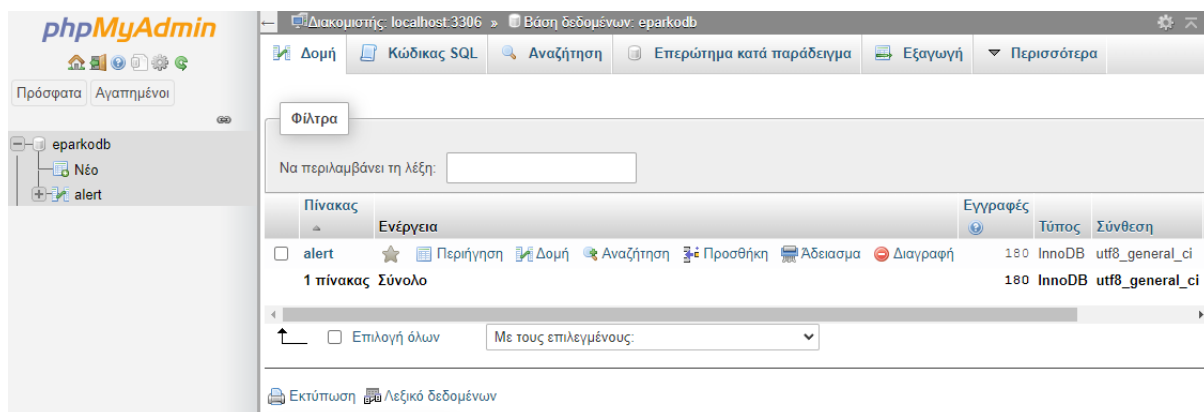 phpMyAdmin
Πρόσφατα Αγαπημένοι
eparkodb
Νέο
alert
Διακομιστής: localhost:3306 » Βάση δεδομένων: eparkodb
Δομή Κώδικας SQL Αναζήτηση Επερώτημα κατά παράδειγμα Εξαγωγή Περισσότερα
Φίλτρα
Να περιλαμβάνει τη λέξη:
Πίνακας Ενέργεια Εγγραφές Τύπος Σύνθεση
alert Περιήγηση Δομή Αναζήτηση Προσθήκη Άδειασμα Διαγραφή 180 InnoDB utf8_general_ci
1 πίνακας Σύνολο 180 InnoDB utf8_general_ci
Επιλογή όλων Με τους επιλεγμένους:
Εκτύπωση Λεξικό δεδομένων